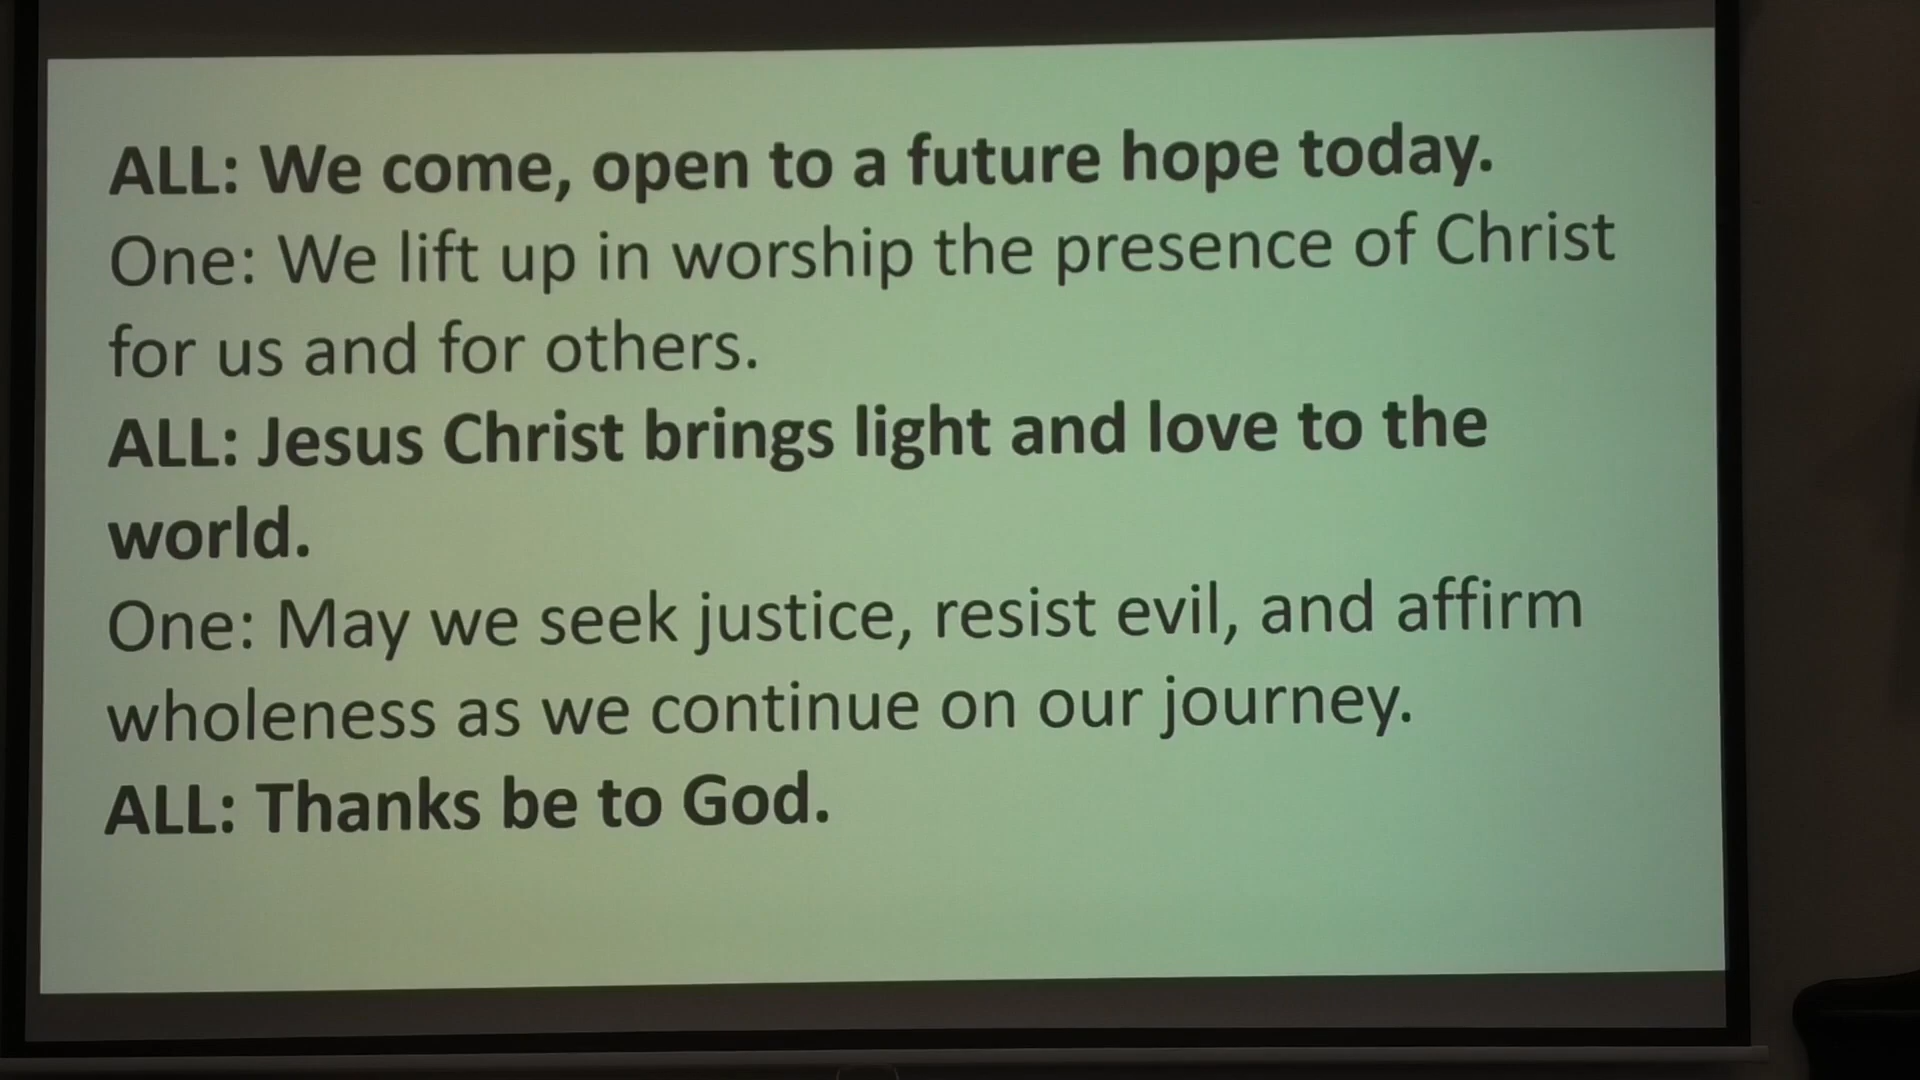 ALL: We come, open to a future hope today.
One: We lift up in worship the presence of Christ
for us and for others.
ALL: Jesus Christ brings light and love to the
world.
One: May we seek justice, resist evil, and affirm
wholeness as we continue on our journey.
ALL: Thanks be to God.